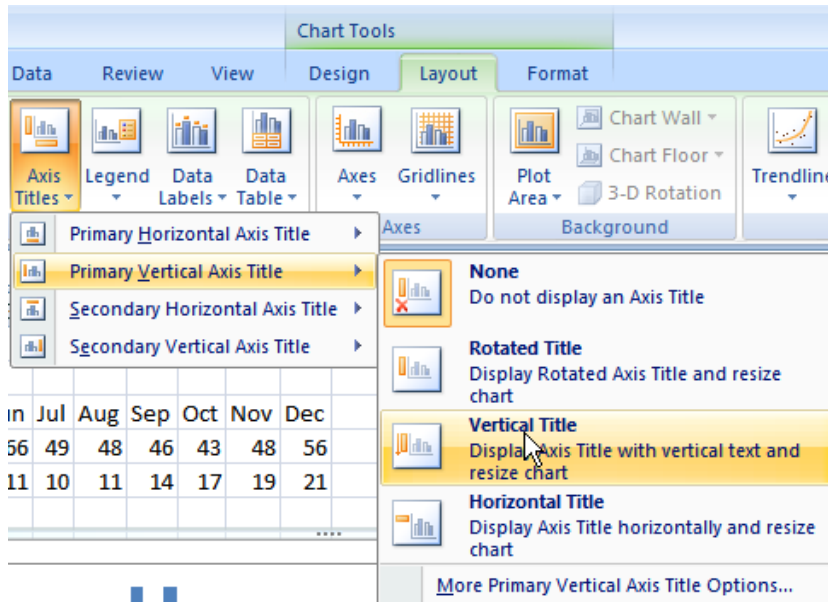 Chart Tools
Data Review View Design Layout Format
Axis Titles Legend Data Labels Data Table Axes Gridlines Plot Area Chart Wall Chart Floor 3-D Rotation Trendline
Axes Background
Primary Horizontal Axis Title
Primary Vertical Axis Title
Secondary Horizontal Axis Title
Secondary Vertical Axis Title
None
Do not display an Axis Title
Rotated Title
Display Rotated Axis Title and resize
chart
Vertical Title
Display Axis Title with vertical text and
resize chart
Horizontal Title
Display Axis Title horizontally and resize
chart
More Primary Vertical Axis Title Options...
Jul Aug Sep Oct Nov Dec
66 49 48 46 43 48 56
11 10 11 14 17 19 21